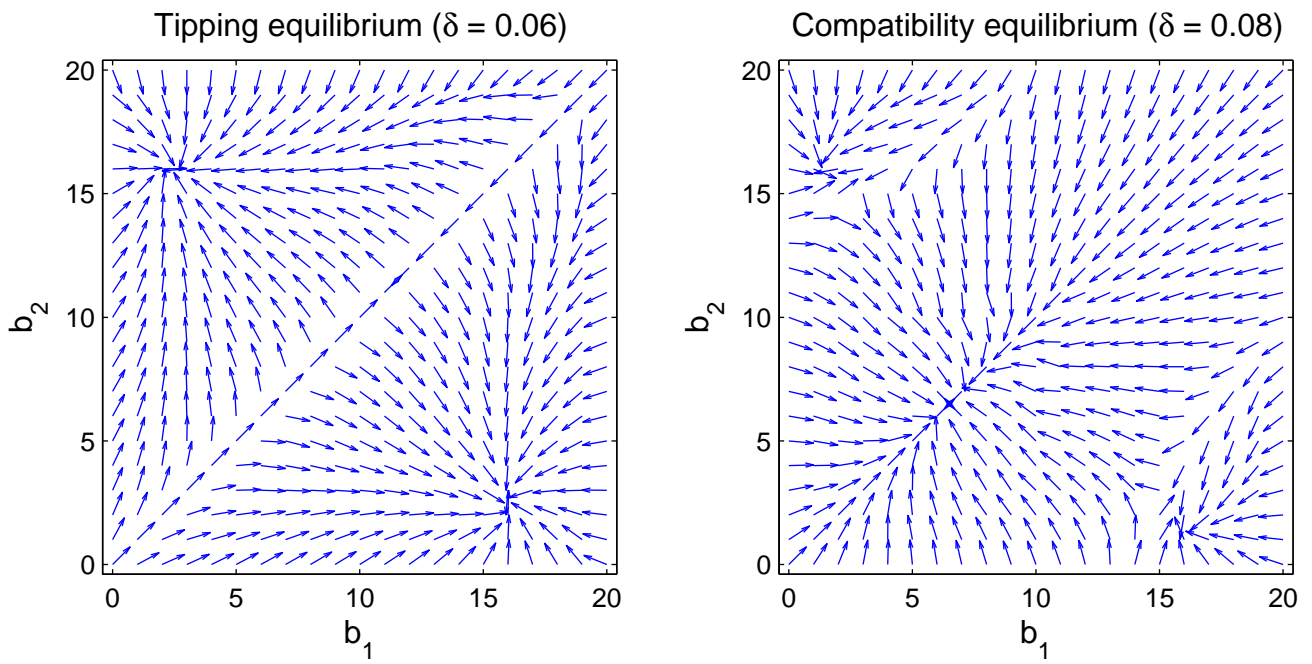 Tipping equilibrium (δ = 0.06)
20
15
10
5
0
b₂
0 5 10 15 20
b₁
Compatibility equilibrium (δ = 0.08)
20
15
10
5
0
b₂
0 5 10 15 20
b₁